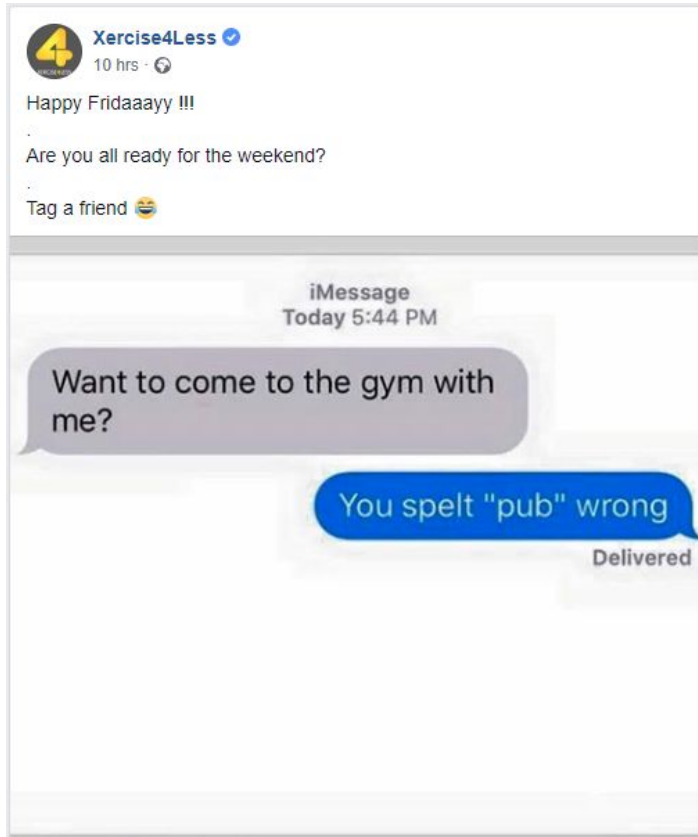 Xercise4Less
10 hrs ·
Happy Fridaaayy !!!
.
Are you all ready for the weekend?
.
Tag a friend 😂
iMessage
Today 5:44 PM
Want to come to the gym with
me?
You spelt "pub" wrong
Delivered